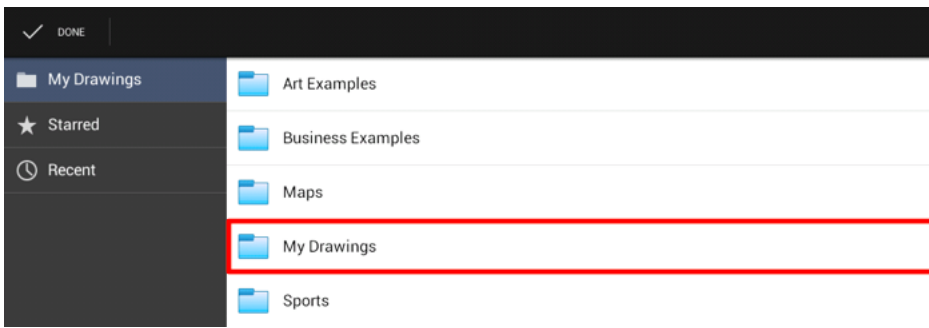 DONE
My Drawings
Starred
Recent
Art Examples
Business Examples
Maps
My Drawings
Sports